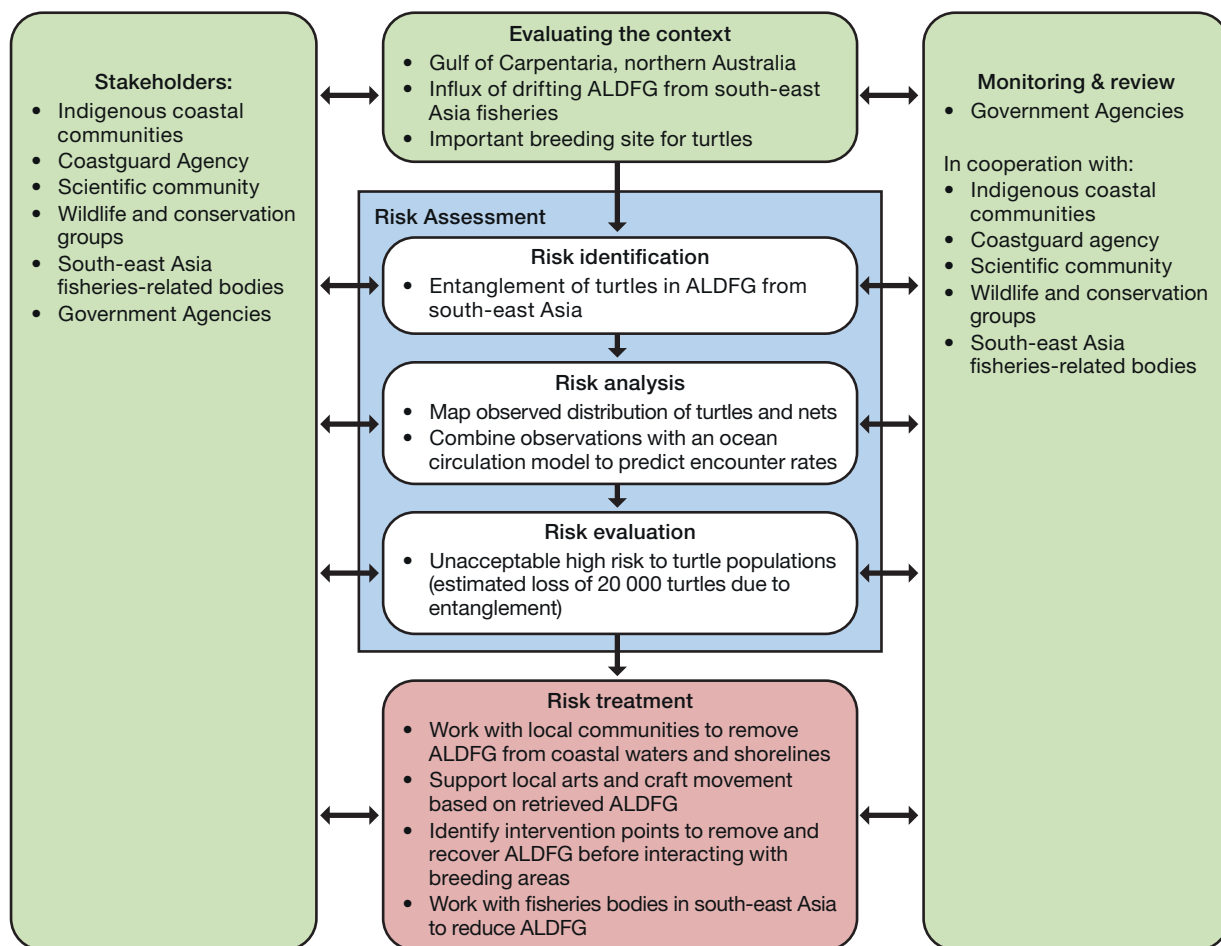 Stakeholders:
• Indigenous coastal
communities
• Coastguard Agency
• Scientific community
• Wildlife and conservation
groups
• South-east Asia
fisheries-related bodies
• Government Agencies
Evaluating the context
• Gulf of Carpentaria, northern Australia
• Influx of drifting ALDFG from south-east
Asia fisheries
• Important breeding site for turtles
Risk Assessment
Risk identification
• Entanglement of turtles in ALDFG from
south-east Asia
Risk analysis
• Map observed distribution of turtles and nets
• Combine observations with an ocean
circulation model to predict encounter rates
Risk evaluation
• Unacceptable high risk to turtle populations
(estimated loss of 20 000 turtles due to
entanglement)
Risk treatment
• Work with local communities to remove
ALDFG from coastal waters and shorelines
• Support local arts and craft movement
based on retrieved ALDFG
• Identify intervention points to remove and
recover ALDFG before interacting with
breeding areas
• Work with fisheries bodies in south-east Asia
to reduce ALDFG
Monitoring & review
• Government Agencies
In cooperation with:
• Indigenous coastal
communities
• Coastguard agency
• Scientific community
• Wildlife and conservation
groups
• South-east Asia
fisheries-related bodies